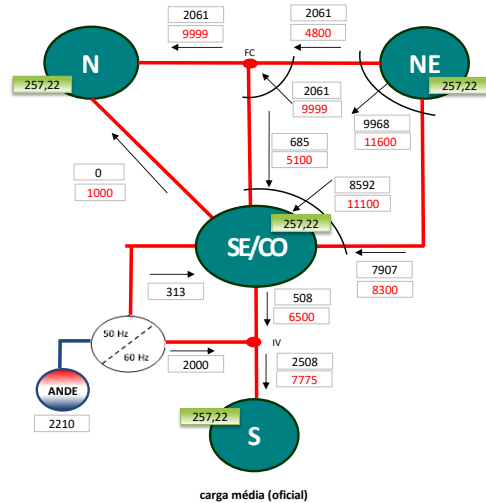 2061
9999
2061
4800
N
257,22
FC
NE
257,22
2061
9999
9968
11600
685
5100
0
1000
8592
11100
257,22
SE/CO
7907
8300
313
508
6500
50 Hz
60 Hz
IV
2000
2508
7775
ANDE
2210
257,22
S
carga média (oficial)